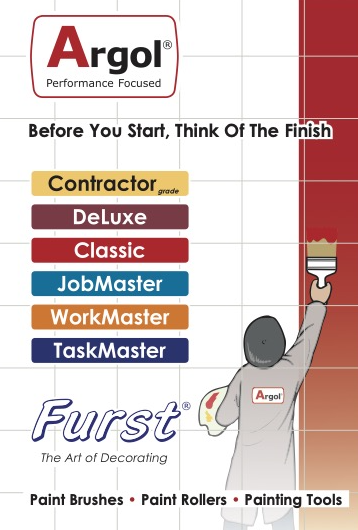 Argol®
Performance Focused
Before You Start, Think Of The Finish
Contractor grade
DeLuxe
Classic
JobMaster
WorkMaster
TaskMaster
Argol
Furst®
The Art of Decorating
Paint Brushes • Paint Rollers • Painting Tools